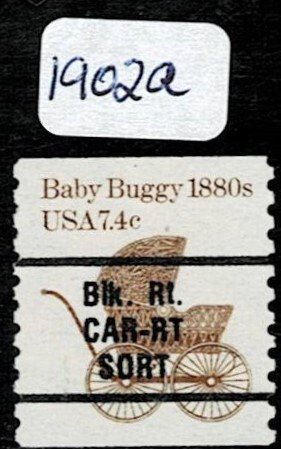 1902a
Baby Buggy 1880s
USA7.4c
Blk. Rt.
CAR-RT
SORT